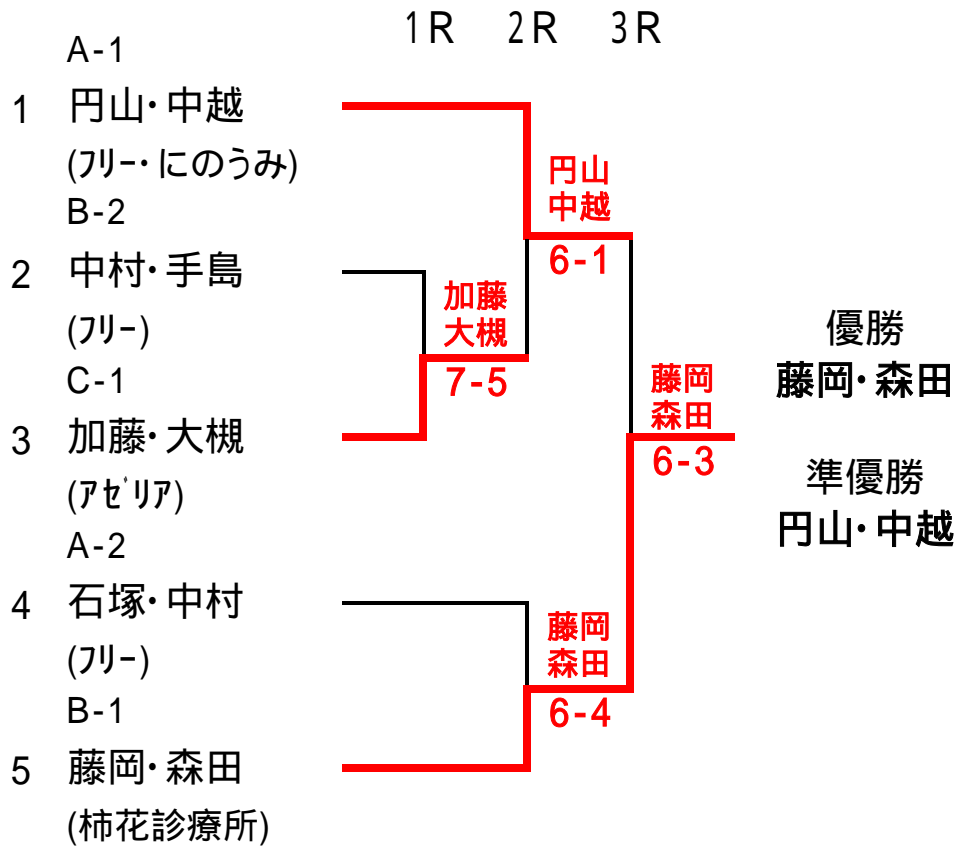 1R 2R 3R
A-1
1 円山・中越
(フリー・にのうみ)
B-2
2 中村・手島
(フリー)
C-1
3 加藤・大槻
(アゼリア)
A-2
4 石塚・中村
(フリー)
B-1
5 藤岡・森田
(柿花診療所)
加藤
大槻
7-5
円山
中越
6-1
藤岡
森田
6-4
藤岡
森田
6-3
優勝
藤岡・森田
準優勝
円山・中越